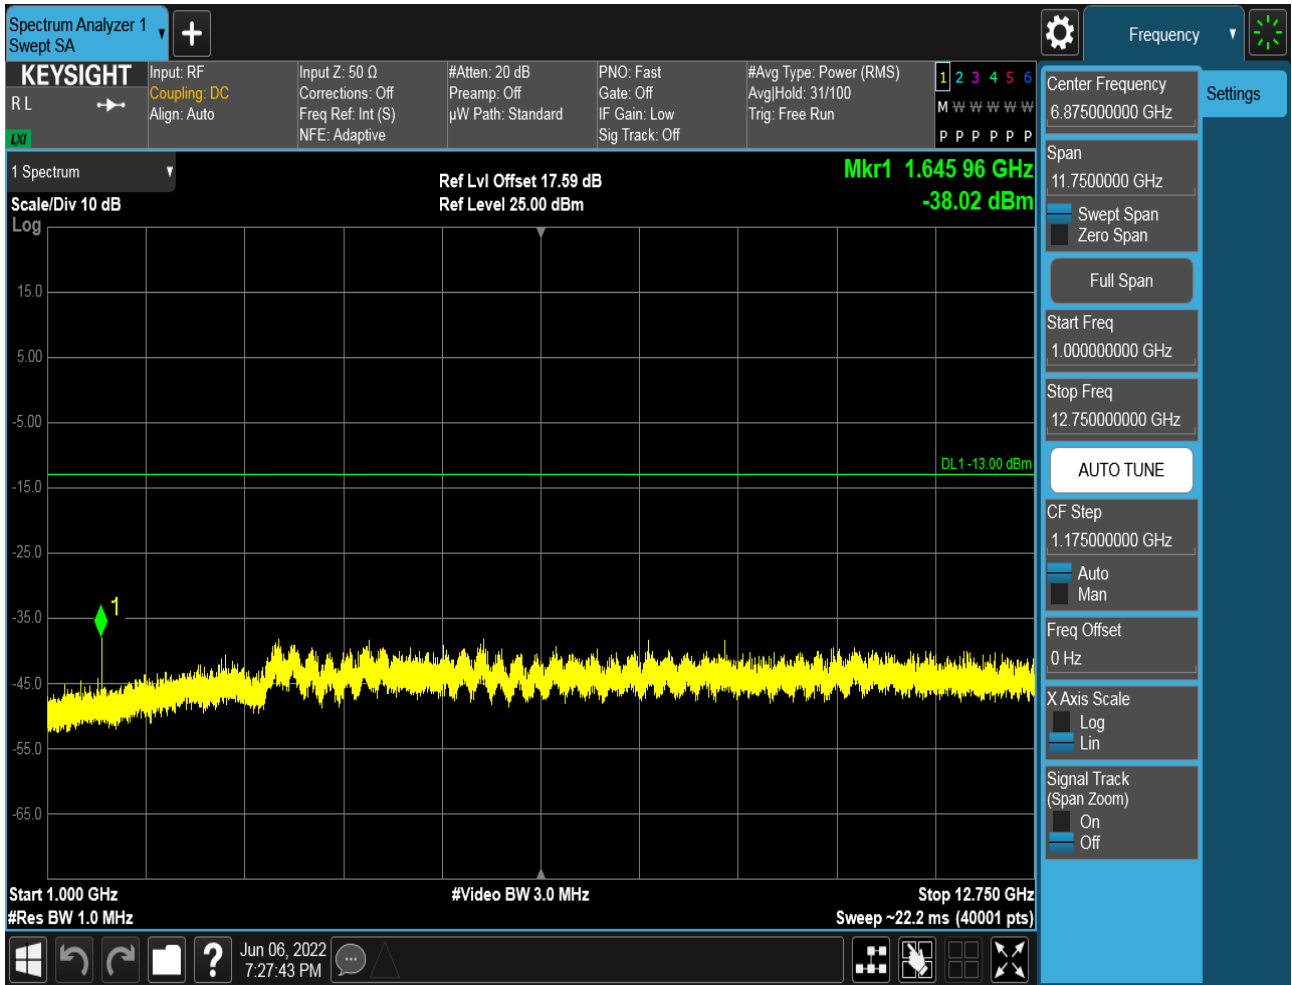 Spectrum Analyzer 1
Swept SA
+
Frequency
KEYSIGHT
R L
LXI
Input: RF
Coupling: DC
Align: Auto
Input Z: 50 Ω
Corrections: Off
Freq Ref: Int (S)
NFE: Adaptive
#Atten: 20 dB
Preamp: Off
µW Path: Standard
PNO: Fast
Gate: Off
IF Gain: Low
Sig Track: Off
#Avg Type: Power (RMS)
Avg|Hold: 31/100
Trig: Free Run
1 2 3 4 5 6
M W W W W W
P P P P P P
1 Spectrum
Scale/Div 10 dB
Log
Ref Lvl Offset 17.59 dB
Ref Level 25.00 dBm
Mkr1 1.645 96 GHz
-38.02 dBm
15.0
5.00
-5.00
DL1 -13.00 dBm
-15.0
-25.0
1
-35.0
-45.0
-55.0
-65.0
Start 1.000 GHz
#Video BW 3.0 MHz
Stop 12.750 GHz
#Res BW 1.0 MHz
Sweep ~22.2 ms (40001 pts)
?
Jun 06, 2022
7:27:43 PM
Center Frequency
6.875000000 GHz
Settings
Span
11.7500000 GHz
Swept Span
Zero Span
Full Span
Start Freq
1.000000000 GHz
Stop Freq
12.750000000 GHz
AUTO TUNE
CF Step
1.175000000 GHz
Auto
Man
Freq Offset
0 Hz
X Axis Scale
Log
Lin
Signal Track
(Span Zoom)
On
Off